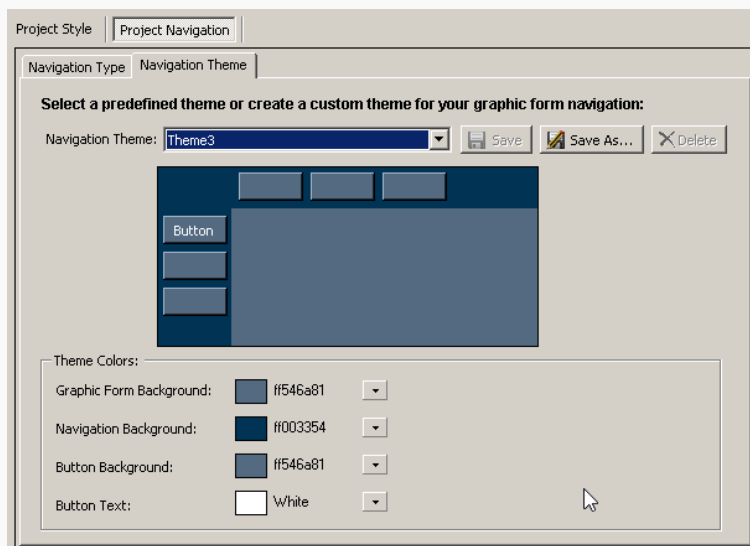 Project Style Project Navigation
Navigation Type Navigation Theme
Select a predefined theme or create a custom theme for your graphic form navigation:
Navigation Theme: Theme3 Save Save As... Delete
Button
Theme Colors:
Graphic Form Background: ff546a81
Navigation Background: ff003354
Button Background: ff546a81
Button Text: White